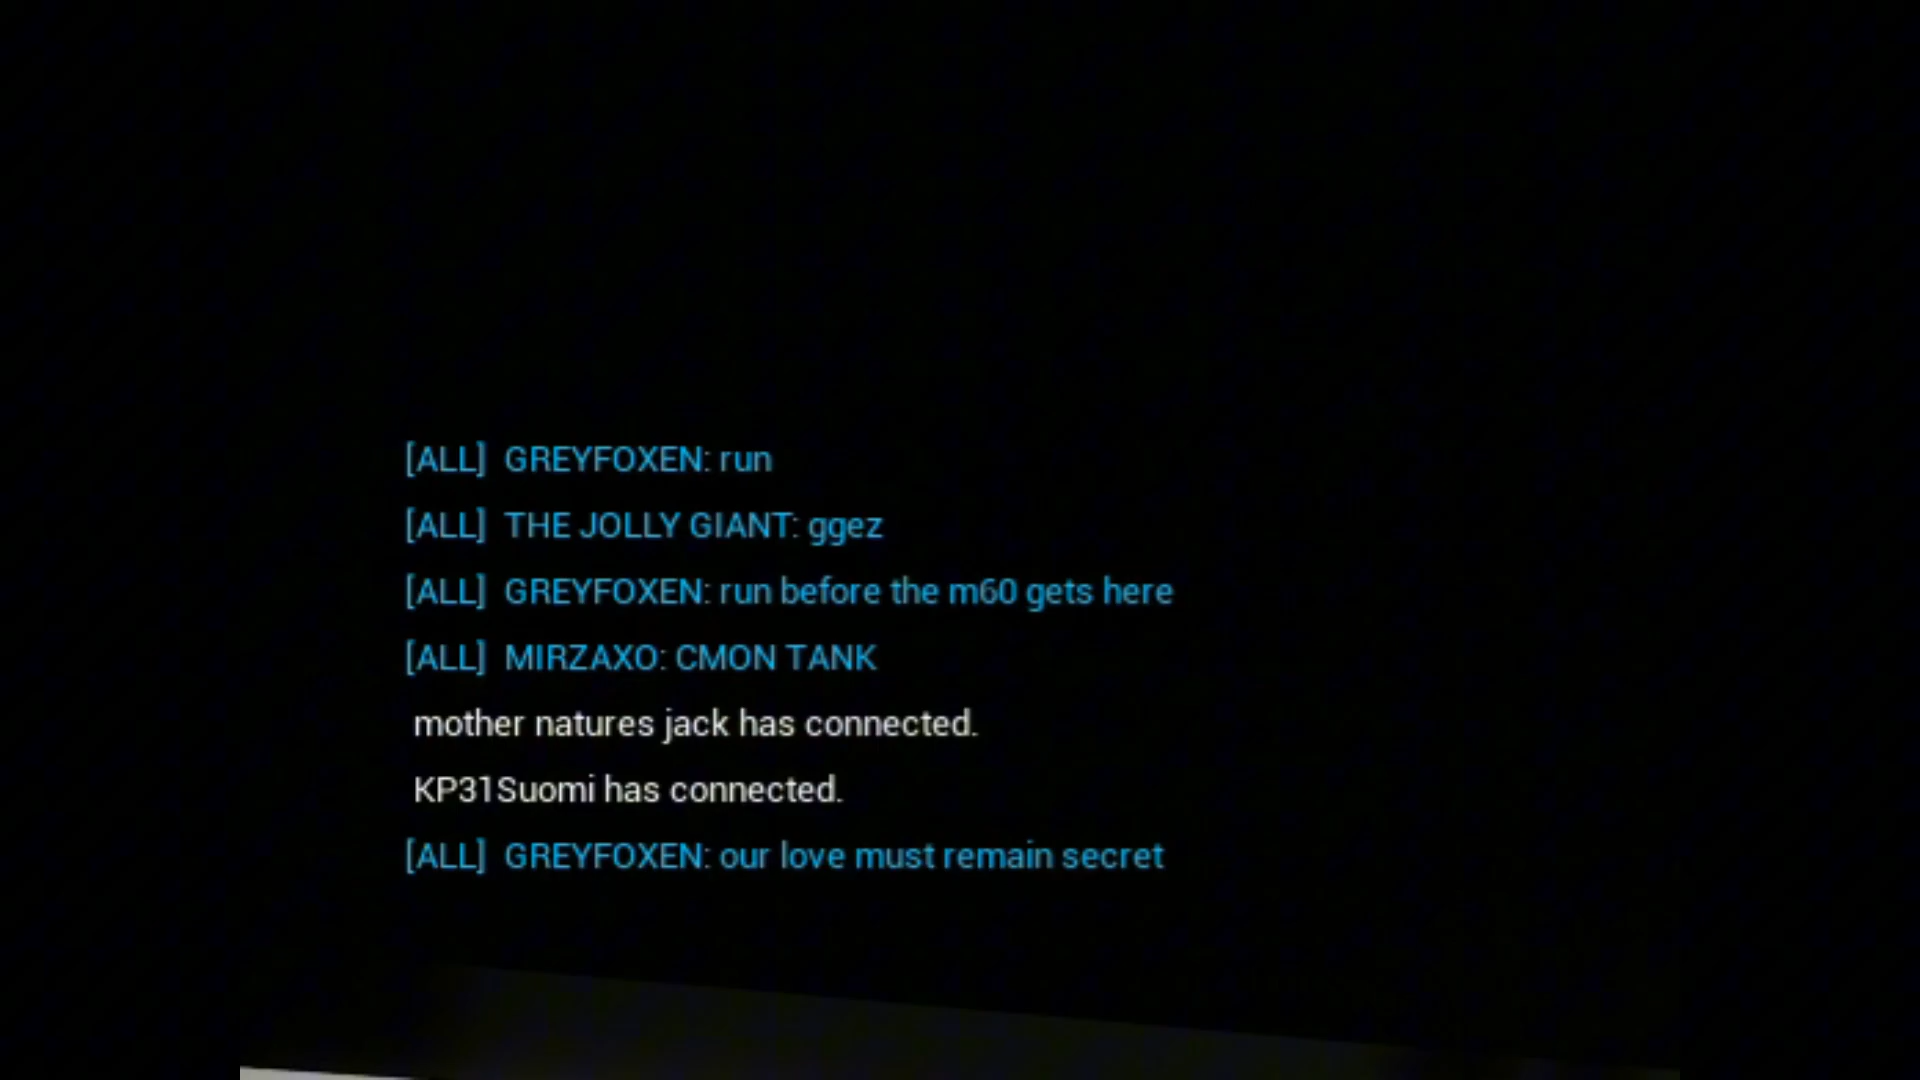 [ALL] GREYFOXEN: run
[ALL] THE JOLLY GIANT: ggez
[ALL] GREYFOXEN: run before the m60 gets here
[ALL] MIRZAXO: CMON TANK
mother natures jack has connected.
KP31Suomi has connected.
[ALL] GREYFOXEN: our love must remain secret